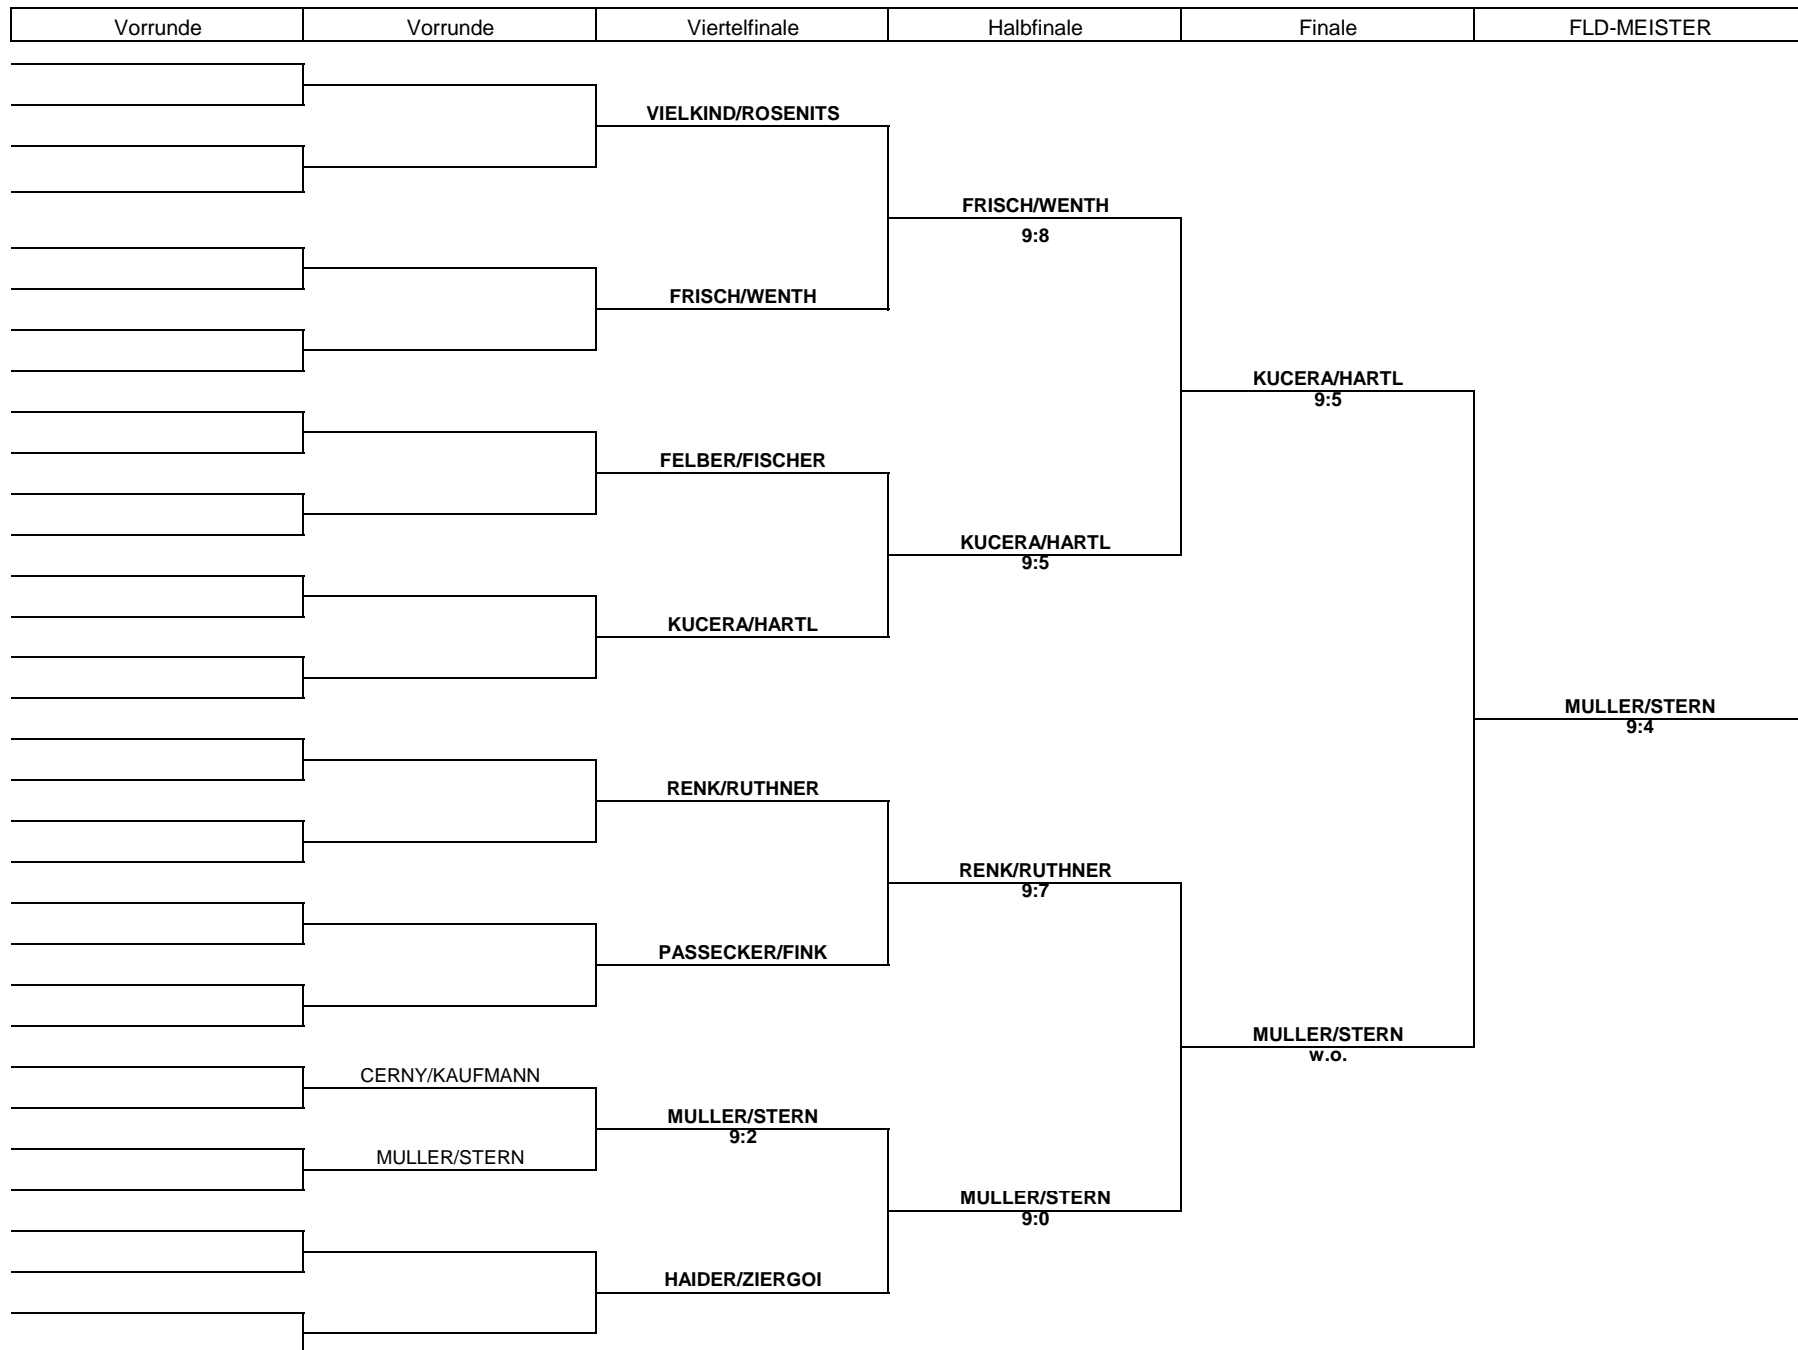 Vorrunde Vorrunde Viertelfinale Halbfinale Finale FLD-MEISTER
VIELKIND/ROSENITS
FRISCH/WENTH
9:8
FRISCH/WENTH
KUCERA/HARTL
9:5
FELBER/FISCHER
KUCERA/HARTL
9:5
KUCERA/HARTL
MULLER/STERN
9:4
RENK/RUTHNER
RENK/RUTHNER
9:7
PASSECKER/FINK
MULLER/STERN
w.o.
CERNY/KAUFMANN
MULLER/STERN
9:2
MULLER/STERN
MULLER/STERN
9:0
HAIDER/ZIERGOI